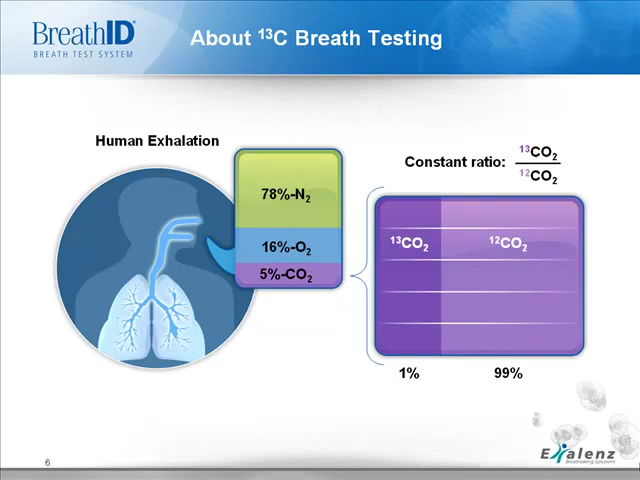 BreathID®
BREATH TEST SYSTEM
About ¹³C Breath Testing
Human Exhalation
78%-N₂
16%-O₂
5%-CO₂
Constant ratio:
¹³CO₂
¹²CO₂
¹³CO₂
¹²CO₂
1%
99%
6
Exalenz
Breathtaking Solutions